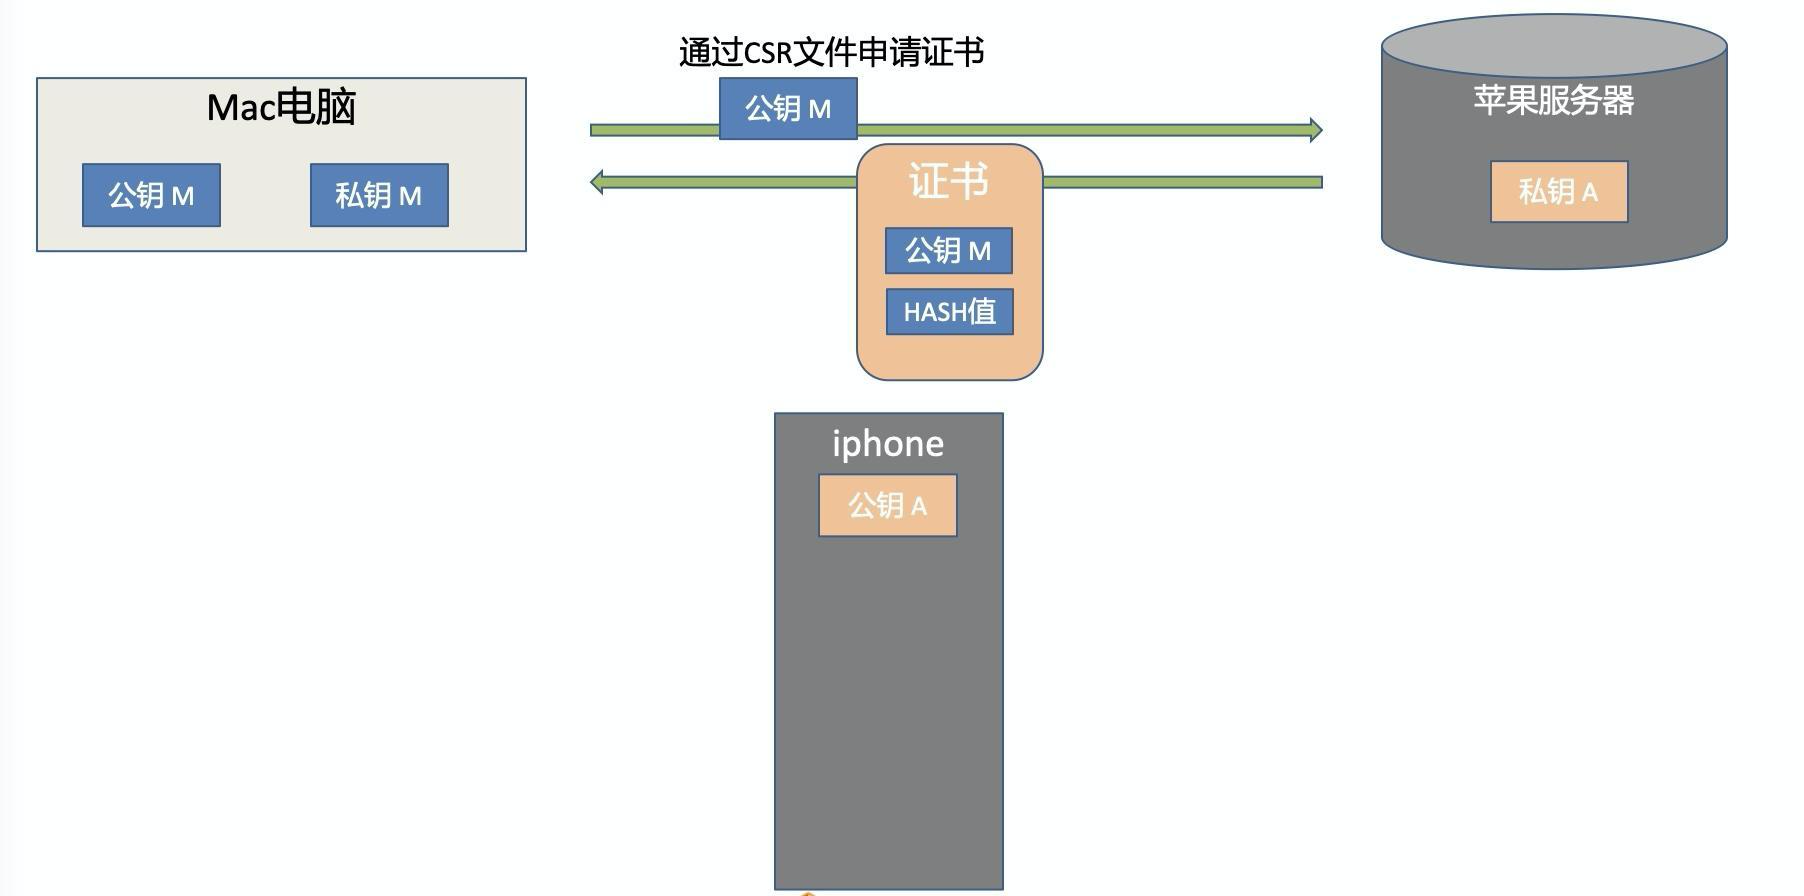 通过CSR文件申请证书
Mac电脑
公钥 M
私钥 M
公钥 M
证书
公钥 M
HASH值
苹果服务器
私钥 A
iphone
公钥 A